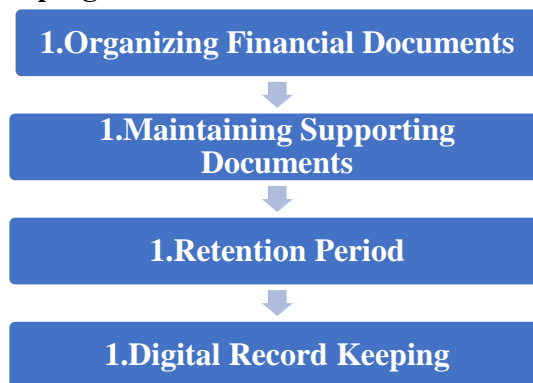 1.Organizing Financial Documents
1.Maintaining Supporting
Documents
1.Retention Period
1.Digital Record Keeping